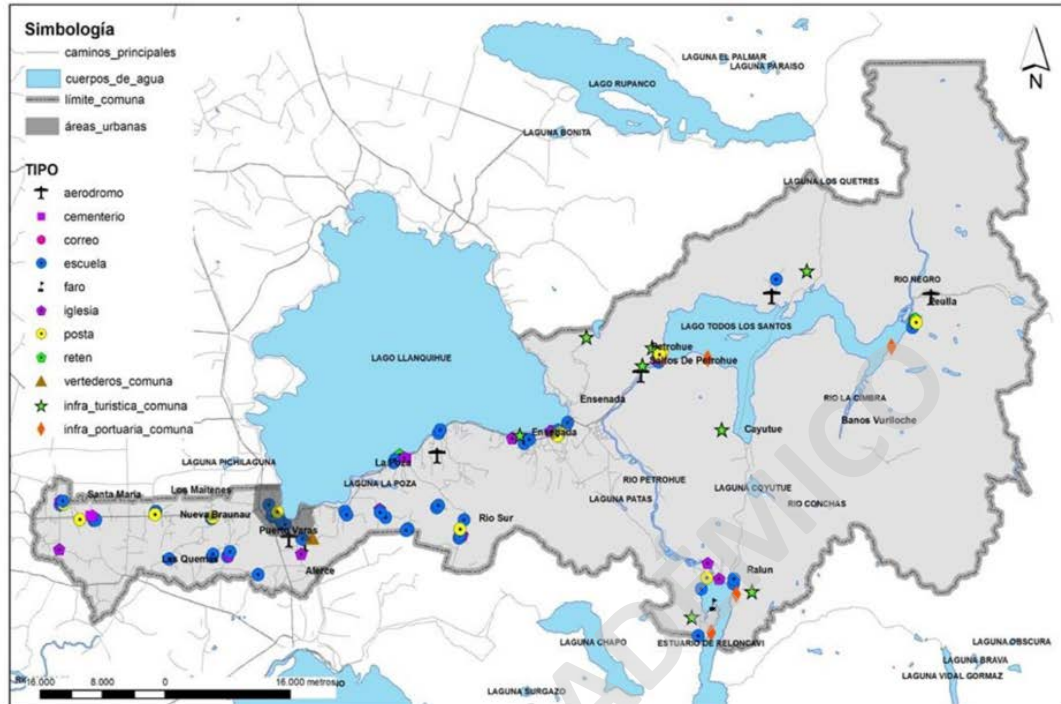 Simbología
caminos_principales
cuerpos_de_agua
límite_comuna
áreas_urbanas
TIPO
aerodromo
cementerio
correo
escuela
faro
iglesia
posta
reten
vertederos_comuna
infra_turistica_comuna
infra_portuaria_comuna
N
LAGUNA EL PALMAR
LAGUNA PARAISO
LAGO RUPANCO
LAGUNA BONITA
LAGUNA LOS QUETRES
RIO NEGRO
Peulla
LAGO TODOS LOS SANTOS
LAGO LLANQUIHUE
Petrohue
Saltos De Petrohue
RIO LA CIMBRA
Banos Vuriloche
Ensenada
Ensenada
Cayutue
LAGUNA PICHILAGUNA
La Poza
LAGUNA LA POZA
RIO PETROHUE
LAGUNA CAYUTUE
LAGUNA PATAS
RIO CONCHAS
Santa Maria
Los Maitenes
Nueva Braunau
Puerto Varas
Rio Sur
Las Quemas
Alerce
Ralun
LAGUNA CHAPO
ESTUARIO DE RELONCAVI
LAGUNA OBSCURA
LAGUNA BRAVA
LAGUNA VIDAL GORMAZ
LAGUNA SURGAZO
16.000 0 16.000 metros
ADEMICO